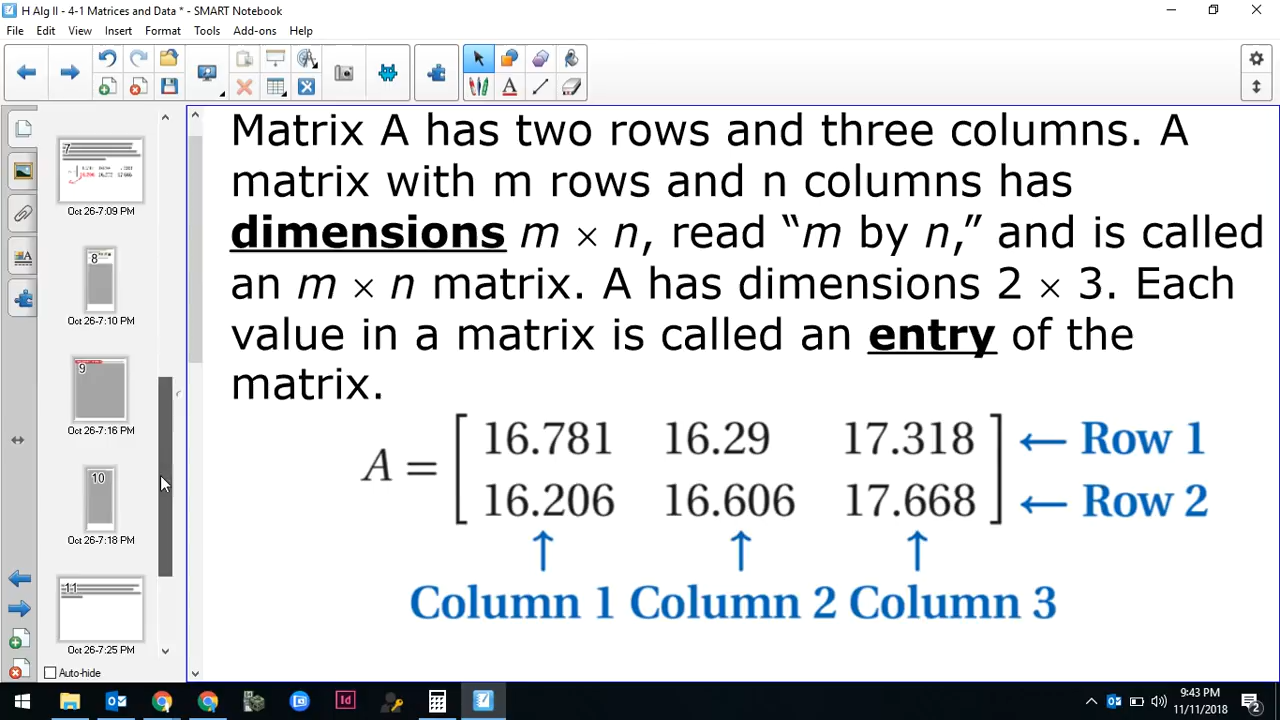 H Alg II - 4-1 Matrices and Data * - SMART Notebook
File Edit View Insert Format Tools Add-ons Help
Matrix A has two rows and three columns. A
matrix with m rows and n columns has
dimensions m × n, read “m by n,” and is called
an m × n matrix. A has dimensions 2 × 3. Each
value in a matrix is called an entry of the
matrix.
A = [ 16.781 16.29 17.318 ] ← Row 1
16.206 16.606 17.668 ← Row 2
↑ ↑ ↑
Column 1 Column 2 Column 3
7
Oct 26-7:09 PM
8
Oct 26-7:10 PM
9
Oct 26-7:16 PM
10
Oct 26-7:18 PM
11
Oct 26-7:25 PM
Auto-hide
Id
9:43 PM
11/11/2018
2